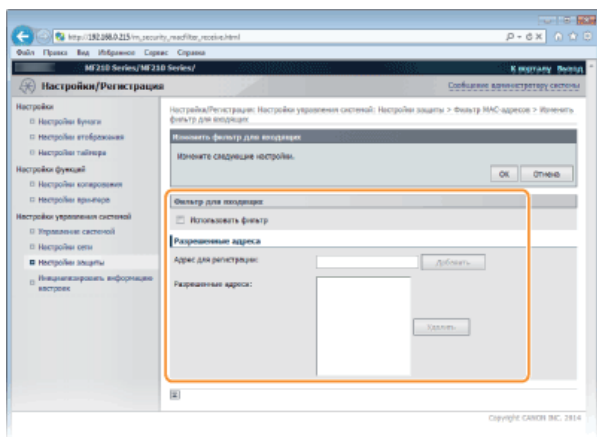 http://192.168.0.215/m_security_macfilter_receive.html
Файл Правка Вид Избранное Сервис Справка
MF210 Series/MF210 Series/
К порталу Выход
Настройки/Регистрация
Сообщение администратору системы
Настройки
Настройки бумаги
Настройки отображения
Настройки таймера
Настройки функций
Настройки копирования
Настройки принтера
Настройки управления системой
Управление системой
Настройки сети
Настройки защиты
Инициализировать информацию
настроек
Настройки/Регистрация: Настройки управления системой: Настройки защиты > Фильтр MAC-адресов > Изменить
фильтр для входящих
Изменить фильтр для входящих
Измените следующие настройки.
OK Отмена
Фильтр для входящих
Использовать фильтр
Разрешенные адреса
Адрес для регистрации:
Добавить...
Разрешенные адреса:
Удалить
Copyright CANON INC. 2014